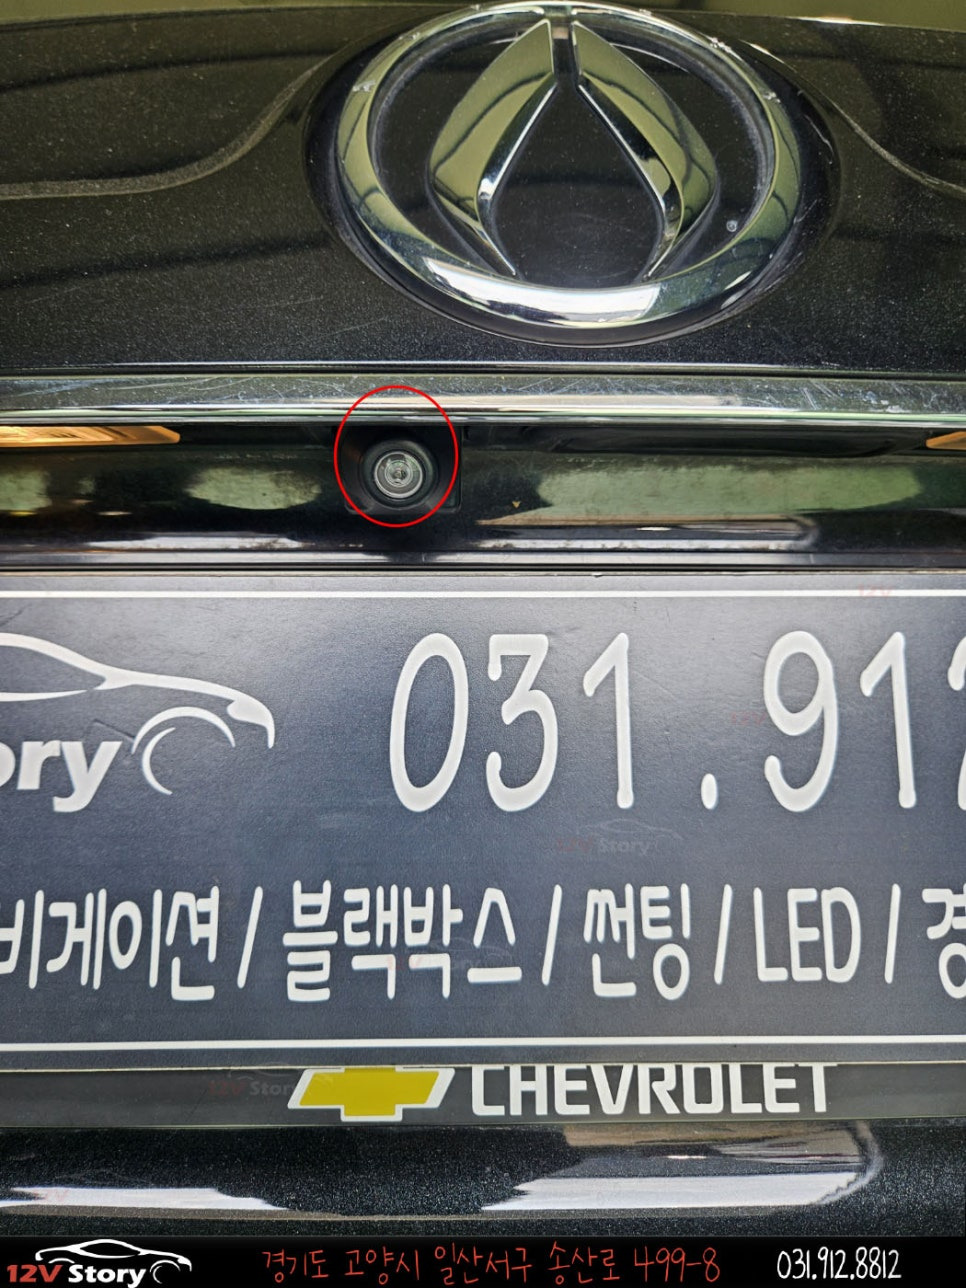 031.912
ory
비게이션 / 블랙박스 / 썬팅 / LED / 경
CHEVROLET
12V Story 경기도 고양시 일산서구 송산로 499-8 031.912.8812